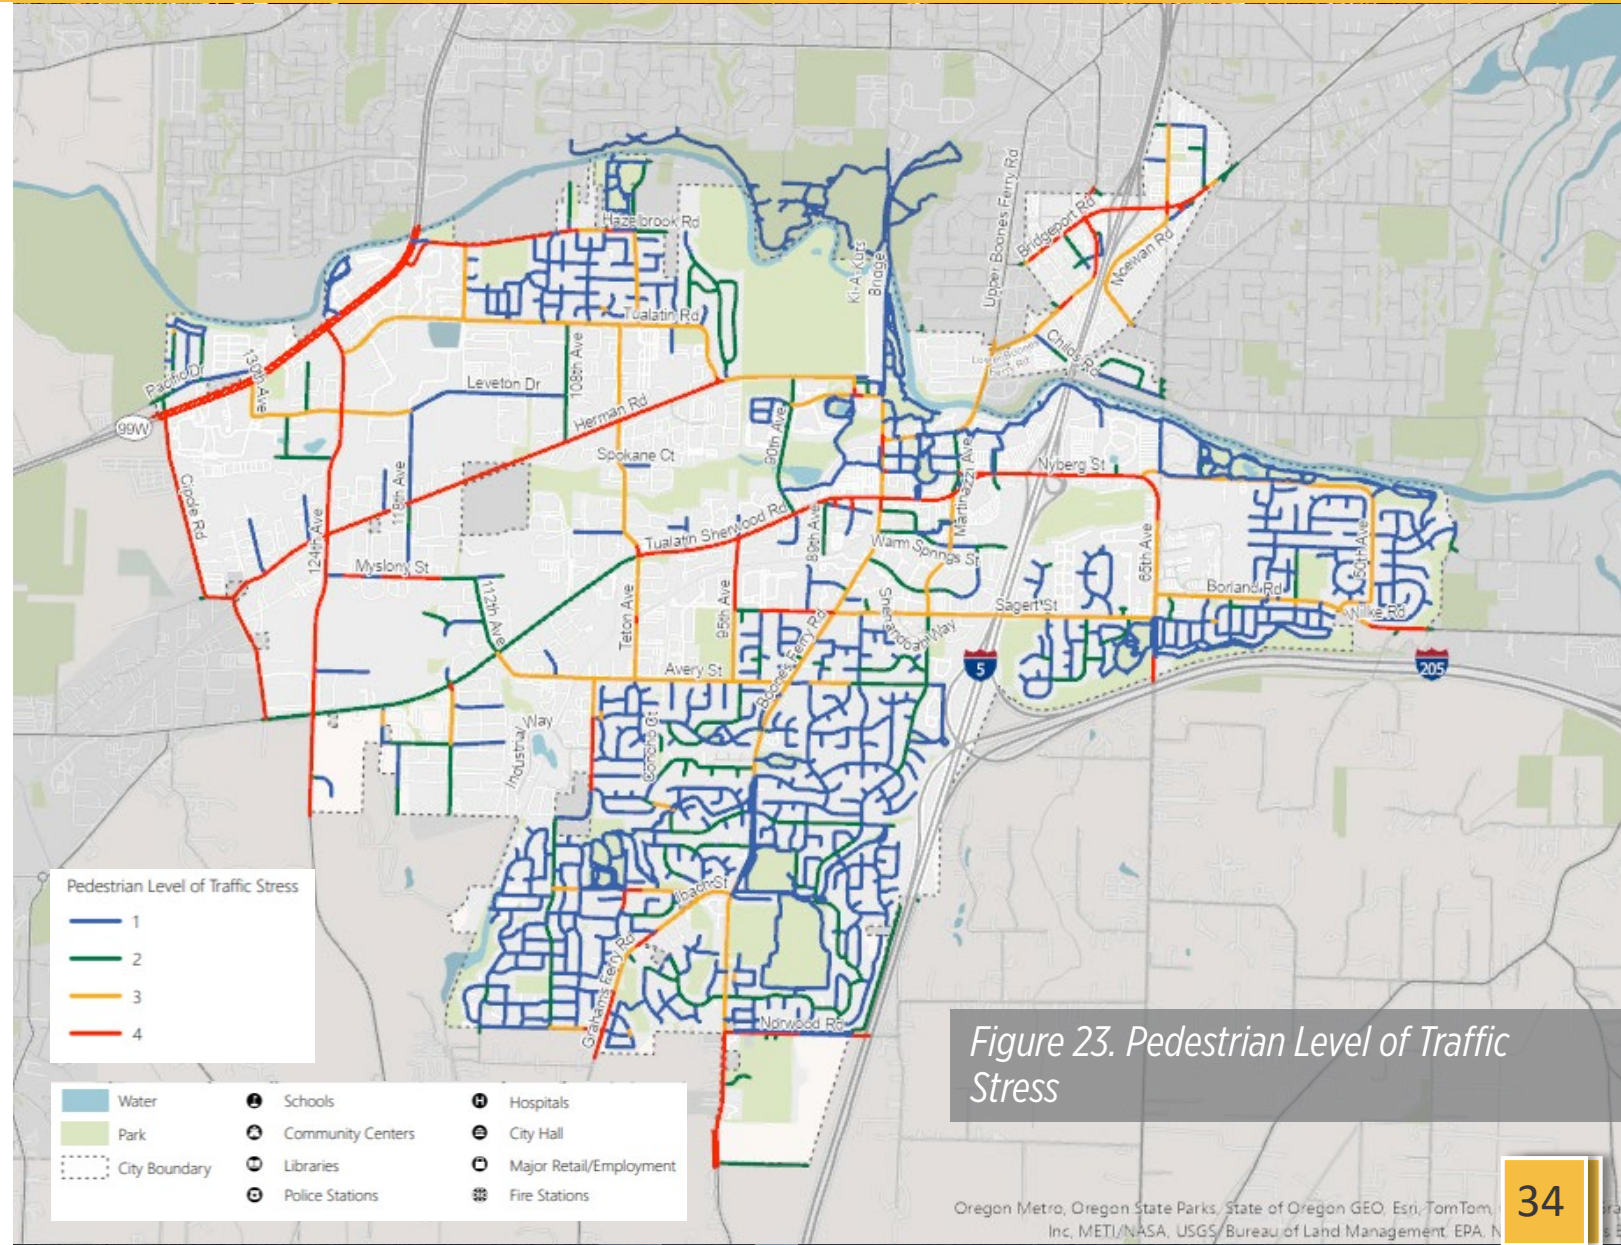 Hazelbrook Rd
Upper Boones Ferry Rd
Bridgeport Rd
Mcewan Rd
Ki-A-Kuts
Bridge
Tualatin Rd
Childs Rd
Lower Boones
Rd
130th Ave
Pacific Dr
99W
Leveton Dr
108th Ave
Herman Rd
90th Ave
Spokane Ct
Martinazzi Ave
Nyberg St
Cipole Rd
118th Ave
124th Ave
Tualatin Sherwood Rd
89th Ave
Warm Springs St
65th Ave
50th Ave
Myslony St
112th Ave
Teton Ave
95th Ave
Boones Ferry Rd
Shenandoah Way
Sagert St
Borland Rd
Wilke Rd
5
205
Avery St
Industrial Way
Concho Ct
Ibach St
Grahams Ferry Rd
Norwood Rd
Pedestrian Level of Traffic Stress
1
2
3
4
Water
Park
City Boundary
Schools
Community Centers
Libraries
Police Stations
Hospitals
City Hall
Major Retail/Employment
Fire Stations
Figure 23. Pedestrian Level of Traffic
Stress
Oregon Metro, Oregon State Parks, State of Oregon GEO, Esri, TomTom,
Inc, METI/NASA, USGS, Bureau of Land Management, EPA, N
34